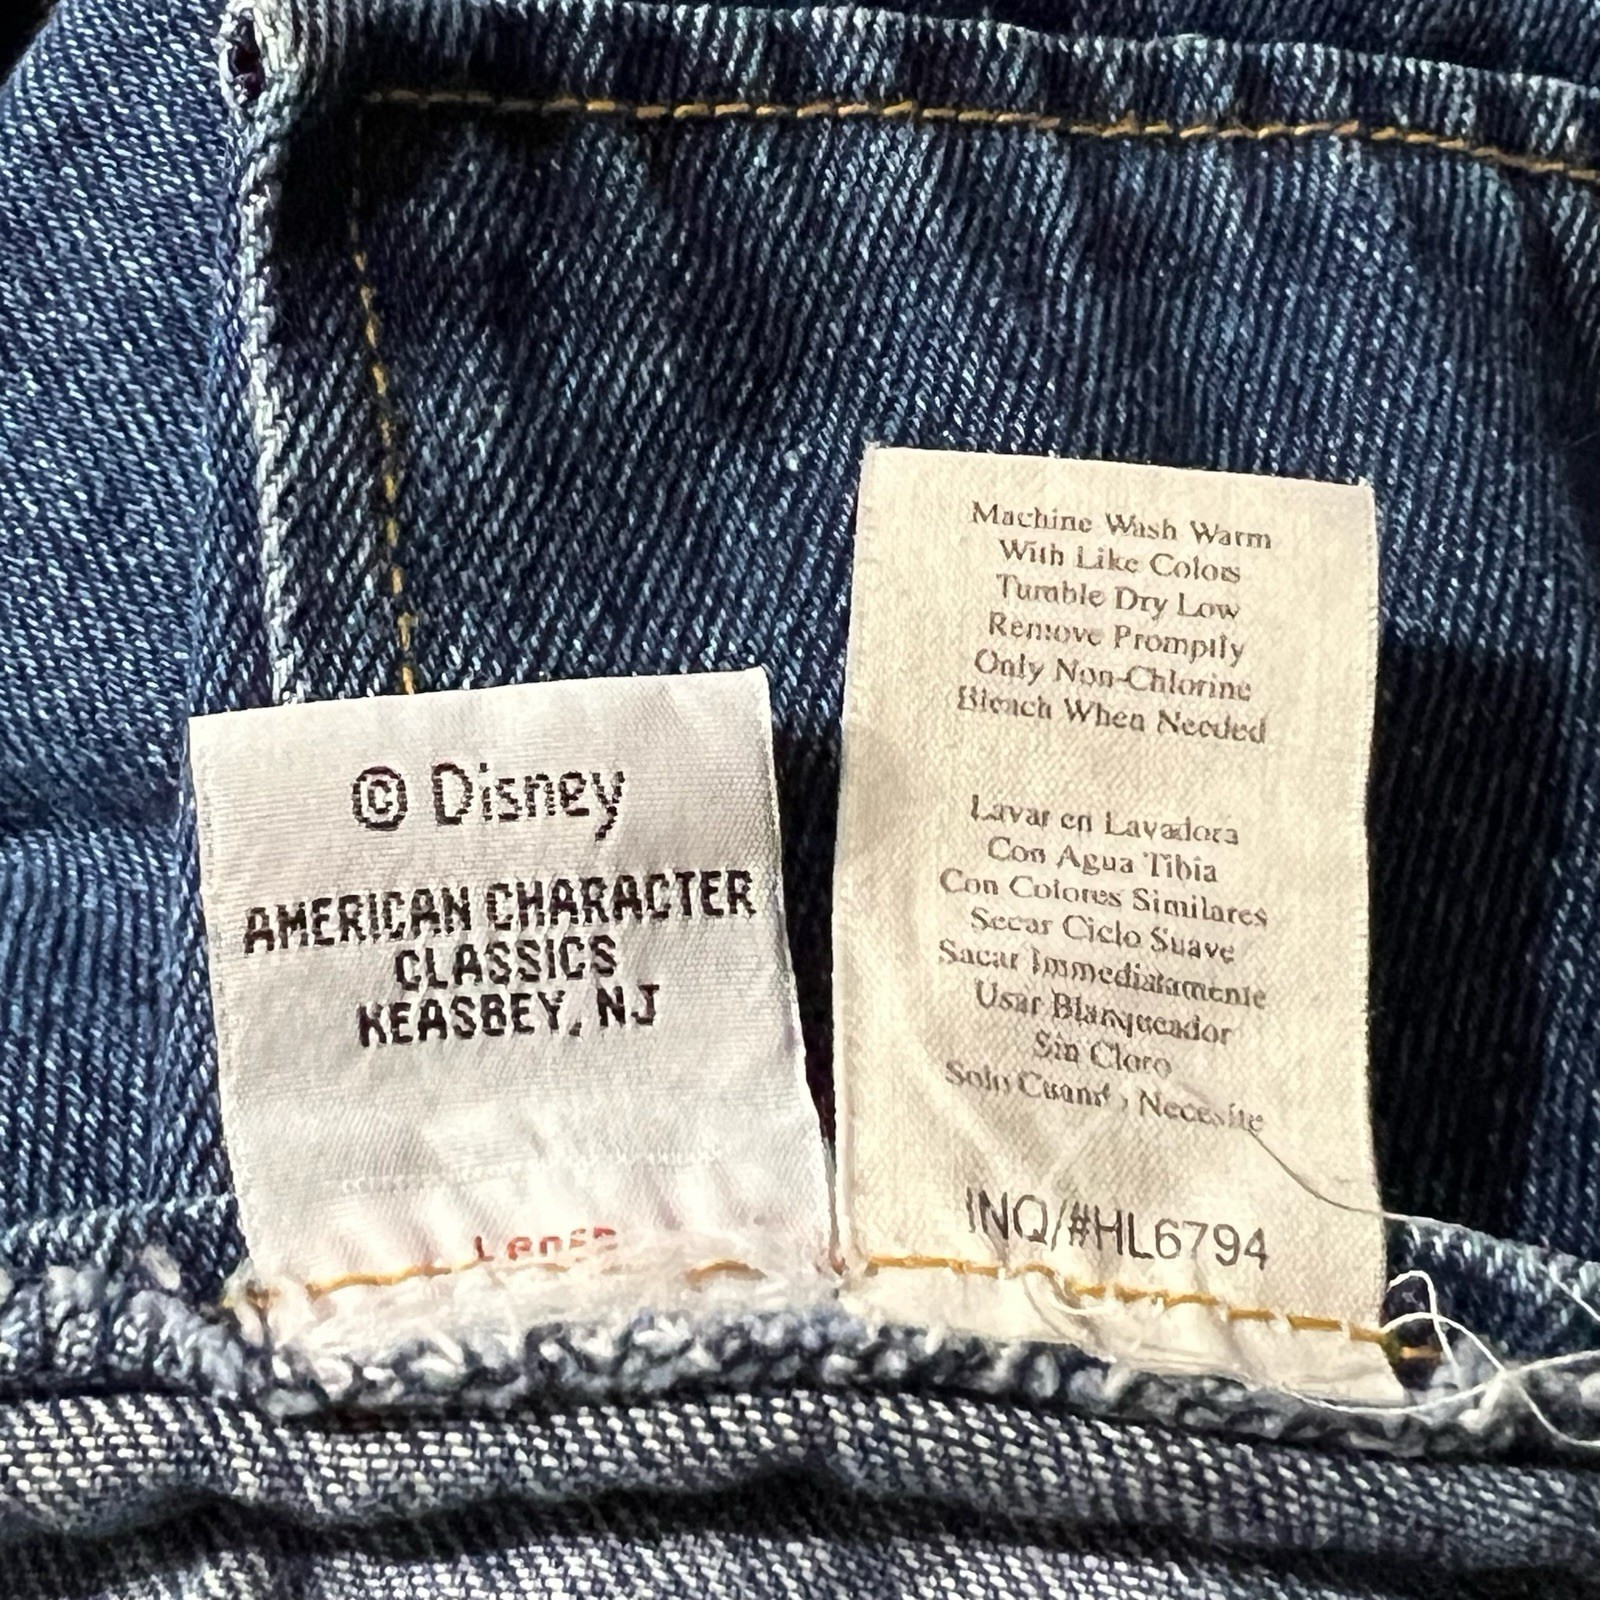 © Disney
AMERICAN CHARACTER
CLASSICS
KEASBEY, NJ
Machine Wash Warm
With Like Colors
Tumble Dry Low
Remove Promptly
Only Non-Chlorine
Bleach When Needed
Lavar en Lavadora
Con Agua Tibia
Con Colores Similares
Secar Ciclo Suave
Sacar Immediatamente
Usar Blanqueador
Sin Cloro
Solo Necesite
INQ/#HL6794